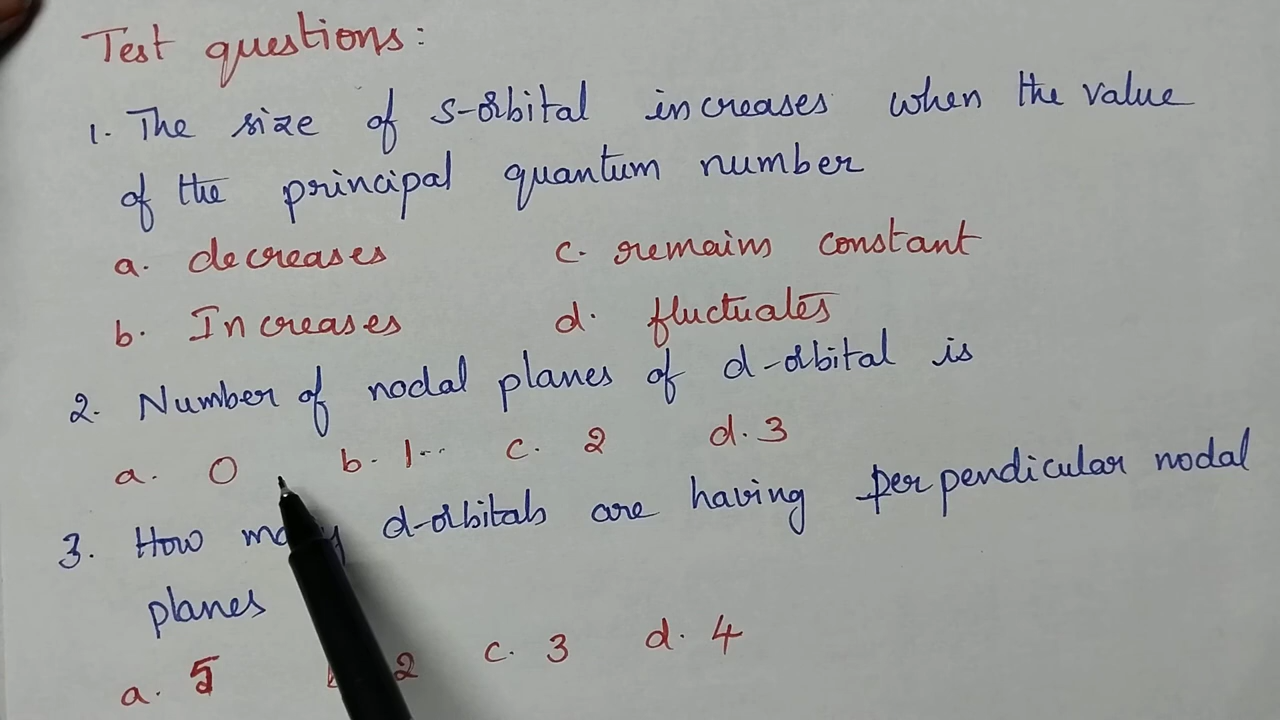 Test questions:
1. The size of s-orbital increases when the value
of the principal quantum number
a. decreases c. remains constant
b. Increases d. fluctuates
2. Number of nodal planes of d-orbital is
a. 0 b. 1-- c. 2 d. 3
3. How d-orbitals are having perpendicular nodal
planes
a. 5 2 c. 3 d. 4